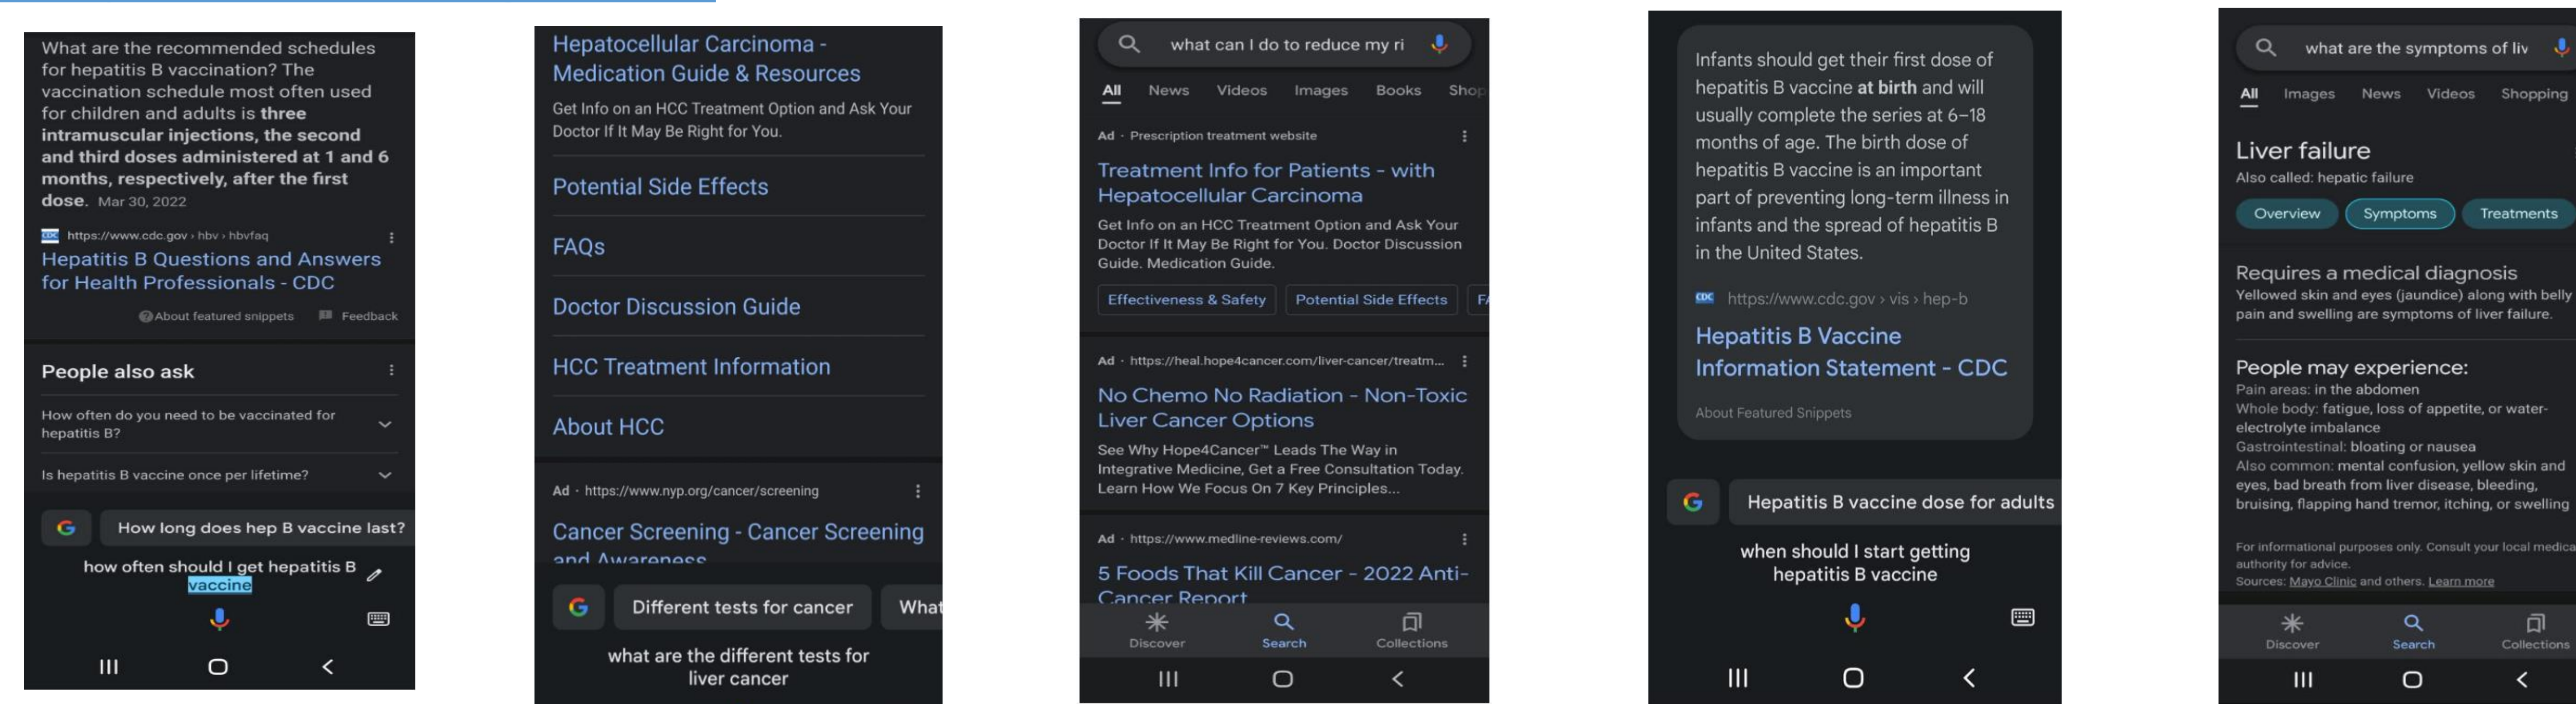 What are the recommended schedules
for hepatitis B vaccination? The
vaccination schedule most often used
for children and adults is three
intramuscular injections, the second
and third doses administered at 1 and 6
months, respectively, after the first
dose. Mar 30, 2022
https://www.cdc.gov › hbv › hbvfaq
Hepatitis B Questions and Answers
for Health Professionals - CDC
About featured snippets Feedback
People also ask
How often do you need to be vaccinated for
hepatitis B?
Is hepatitis B vaccine once per lifetime?
How long does hep B vaccine last?
how often should I get hepatitis B
vaccine
Hepatocellular Carcinoma -
Medication Guide & Resources
Get Info on an HCC Treatment Option and Ask Your
Doctor If It May Be Right for You.
Potential Side Effects
FAQs
Doctor Discussion Guide
HCC Treatment Information
About HCC
Ad · https://www.nyp.org/cancer/screening
Cancer Screening - Cancer Screening
and Awareness
Different tests for cancer What
what are the different tests for
liver cancer
what can I do to reduce my ri
All News Videos Images Books Shop
Ad · Prescription treatment website
Treatment Info for Patients - with
Hepatocellular Carcinoma
Get Info on an HCC Treatment Option and Ask Your
Doctor If It May Be Right for You. Doctor Discussion
Guide. Medication Guide.
Effectiveness & Safety Potential Side Effects FA
Ad · https://heal.hope4cancer.com/liver-cancer/treatm...
No Chemo No Radiation - Non-Toxic
Liver Cancer Options
See Why Hope4Cancer™ Leads The Way in
Integrative Medicine, Get a Free Consultation Today.
Learn How We Focus On 7 Key Principles...
Ad · https://www.medline-reviews.com/
5 Foods That Kill Cancer - 2022 Anti-
Cancer Report
Discover Search Collections
Infants should get their first dose of
hepatitis B vaccine at birth and will
usually complete the series at 6–18
months of age. The birth dose of
hepatitis B vaccine is an important
part of preventing long-term illness in
infants and the spread of hepatitis B
in the United States.
CDC https://www.cdc.gov › vis › hep-b
Hepatitis B Vaccine
Information Statement - CDC
About Featured Snippets
Hepatitis B vaccine dose for adults
when should I start getting
hepatitis B vaccine
what are the symptoms of liv
All Images News Videos Shopping
Liver failure
Also called: hepatic failure
Overview Symptoms Treatments
Requires a medical diagnosis
Yellowed skin and eyes (jaundice) along with belly
pain and swelling are symptoms of liver failure.
People may experience:
Pain areas: in the abdomen
Whole body: fatigue, loss of appetite, or water-
electrolyte imbalance
Gastrointestinal: bloating or nausea
Also common: mental confusion, yellow skin and
eyes, bad breath from liver disease, bleeding,
bruising, flapping hand tremor, itching, or swelling
For informational purposes only. Consult your local medica
authority for advice.
Sources: Mayo Clinic and others. Learn more
Discover Search Collections